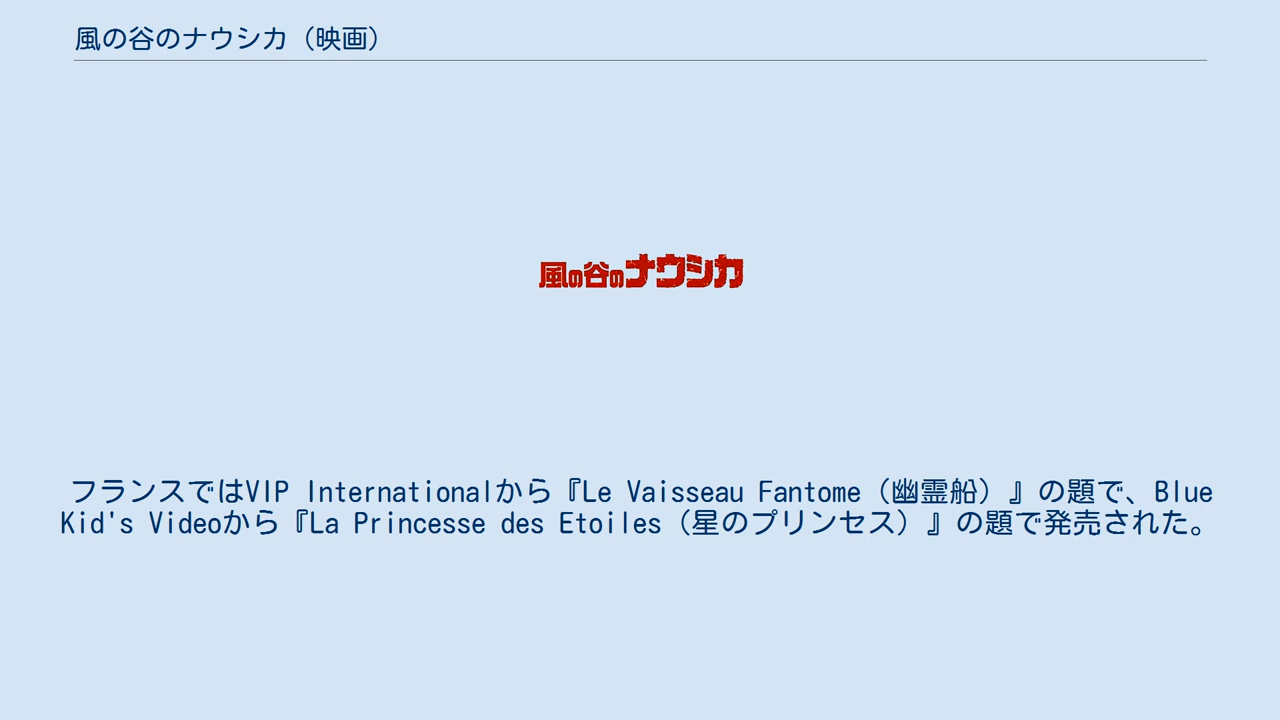 風の谷のナウシカ（映画）
風の谷のナウシカ
フランスではVIP Internationalから『Le Vaisseau Fantome（幽霊船）』の題で、Blue
Kid's Videoから『La Princesse des Etoiles（星のプリンセス）』の題で発売された。